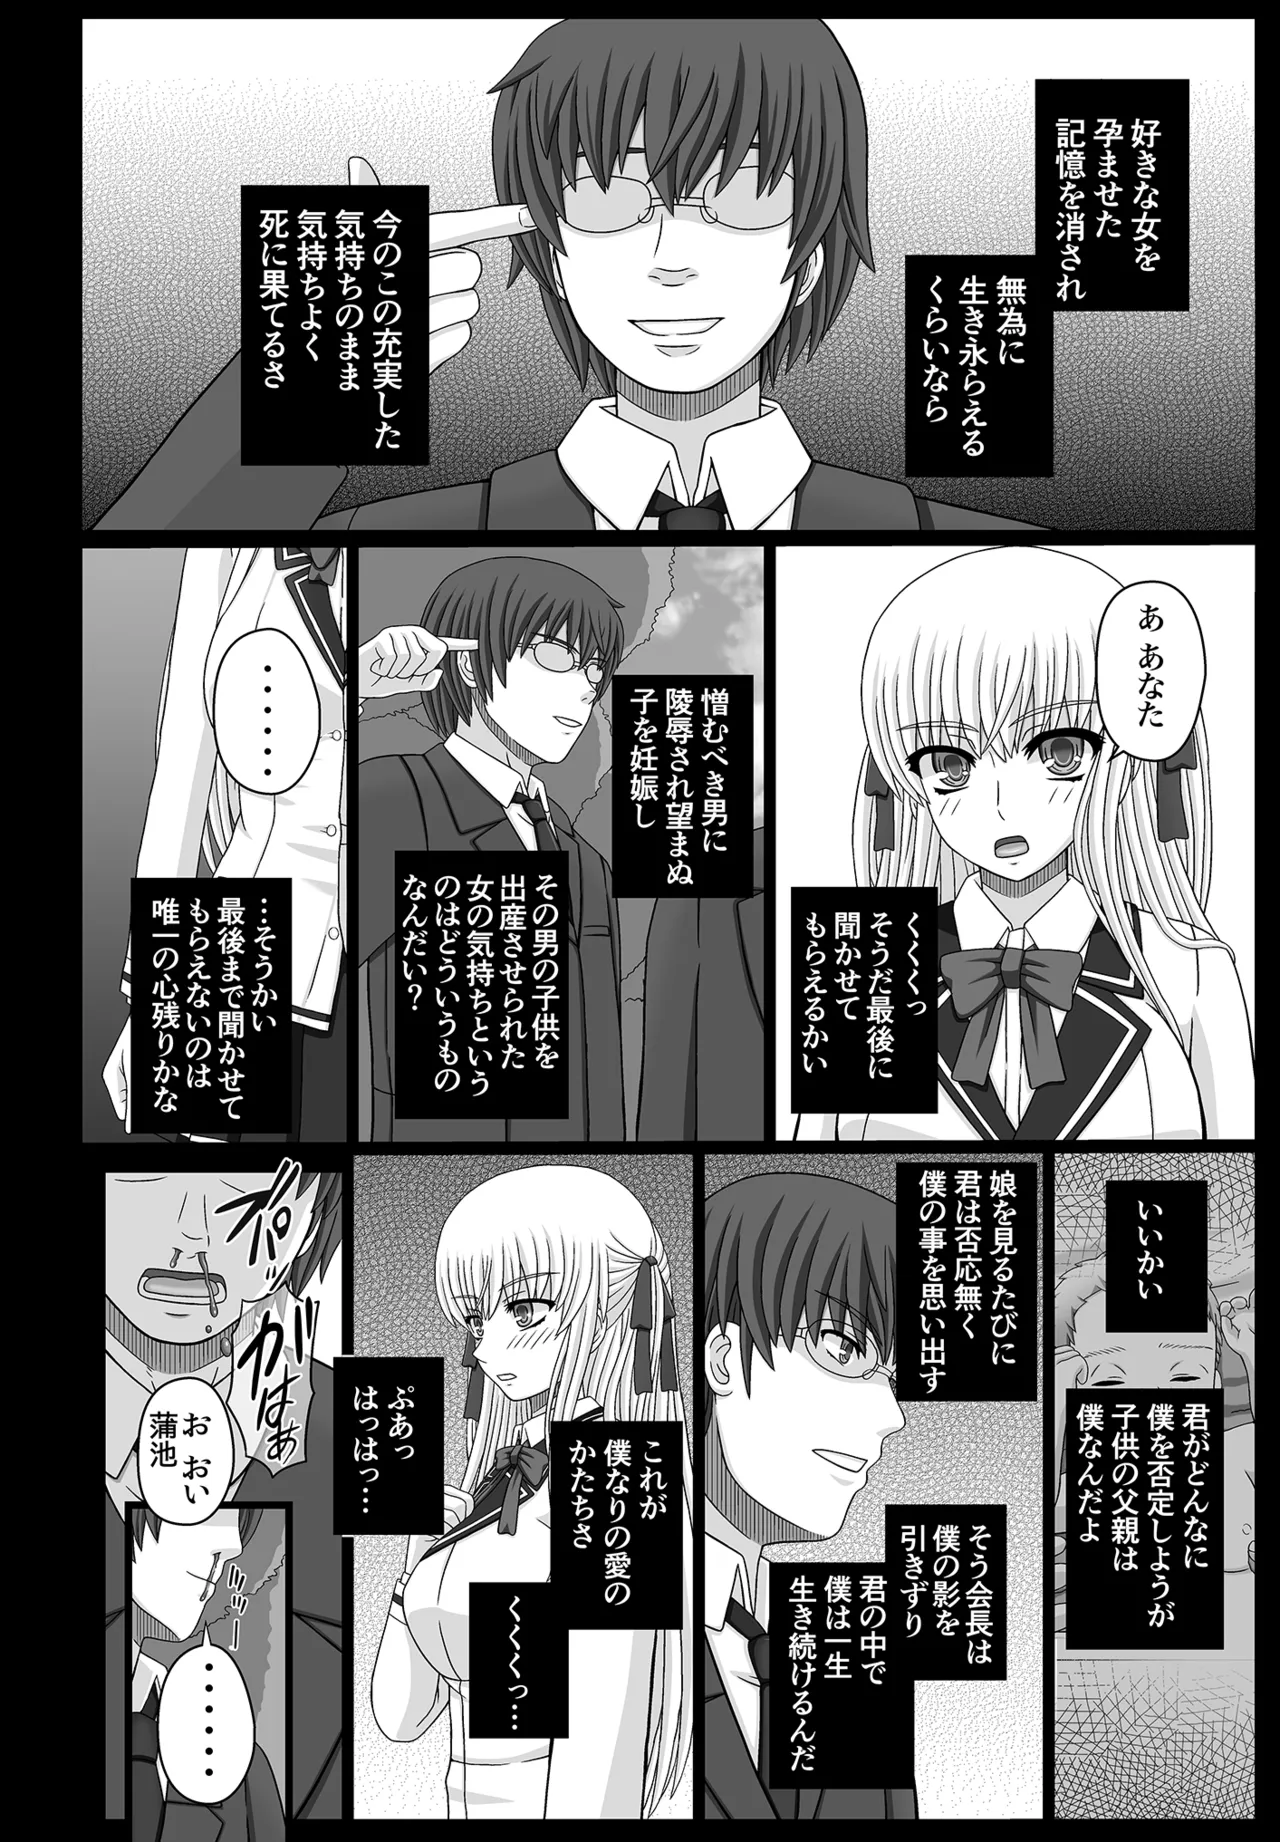 好きな女を
孕ませた
記憶を消され
無為に
生き永らえる
くらいなら
今のこの充実した
気持ちのまま
気持ちよく
死に果てるさ
あ あなた
くくくっ
そうだ最後に
聞かせて
もらえるかい
憎むべき男に
陵辱され望まぬ
子を妊娠し
その男の子供を
出産させられた
女の気持ちという
のはどういうもの
なんだい?
・・・・・・
…そうかい
最後まで聞かせて
もらえないのは
唯一の心残りかな
いいかい
君がどんなに
僕を否定しようが
子供の父親は
僕なんだよ
娘を見るたびに
君は否応無く
僕の事を思い出す
そう会長は
僕の影を
引きずり
君の中で
僕は一生
生き続けるんだ
これが
僕なりの愛の
かたちさ
くくくっ…
ぷあっ
はっはっ…
がはぁ
お おい
蒲池
・・・・・・